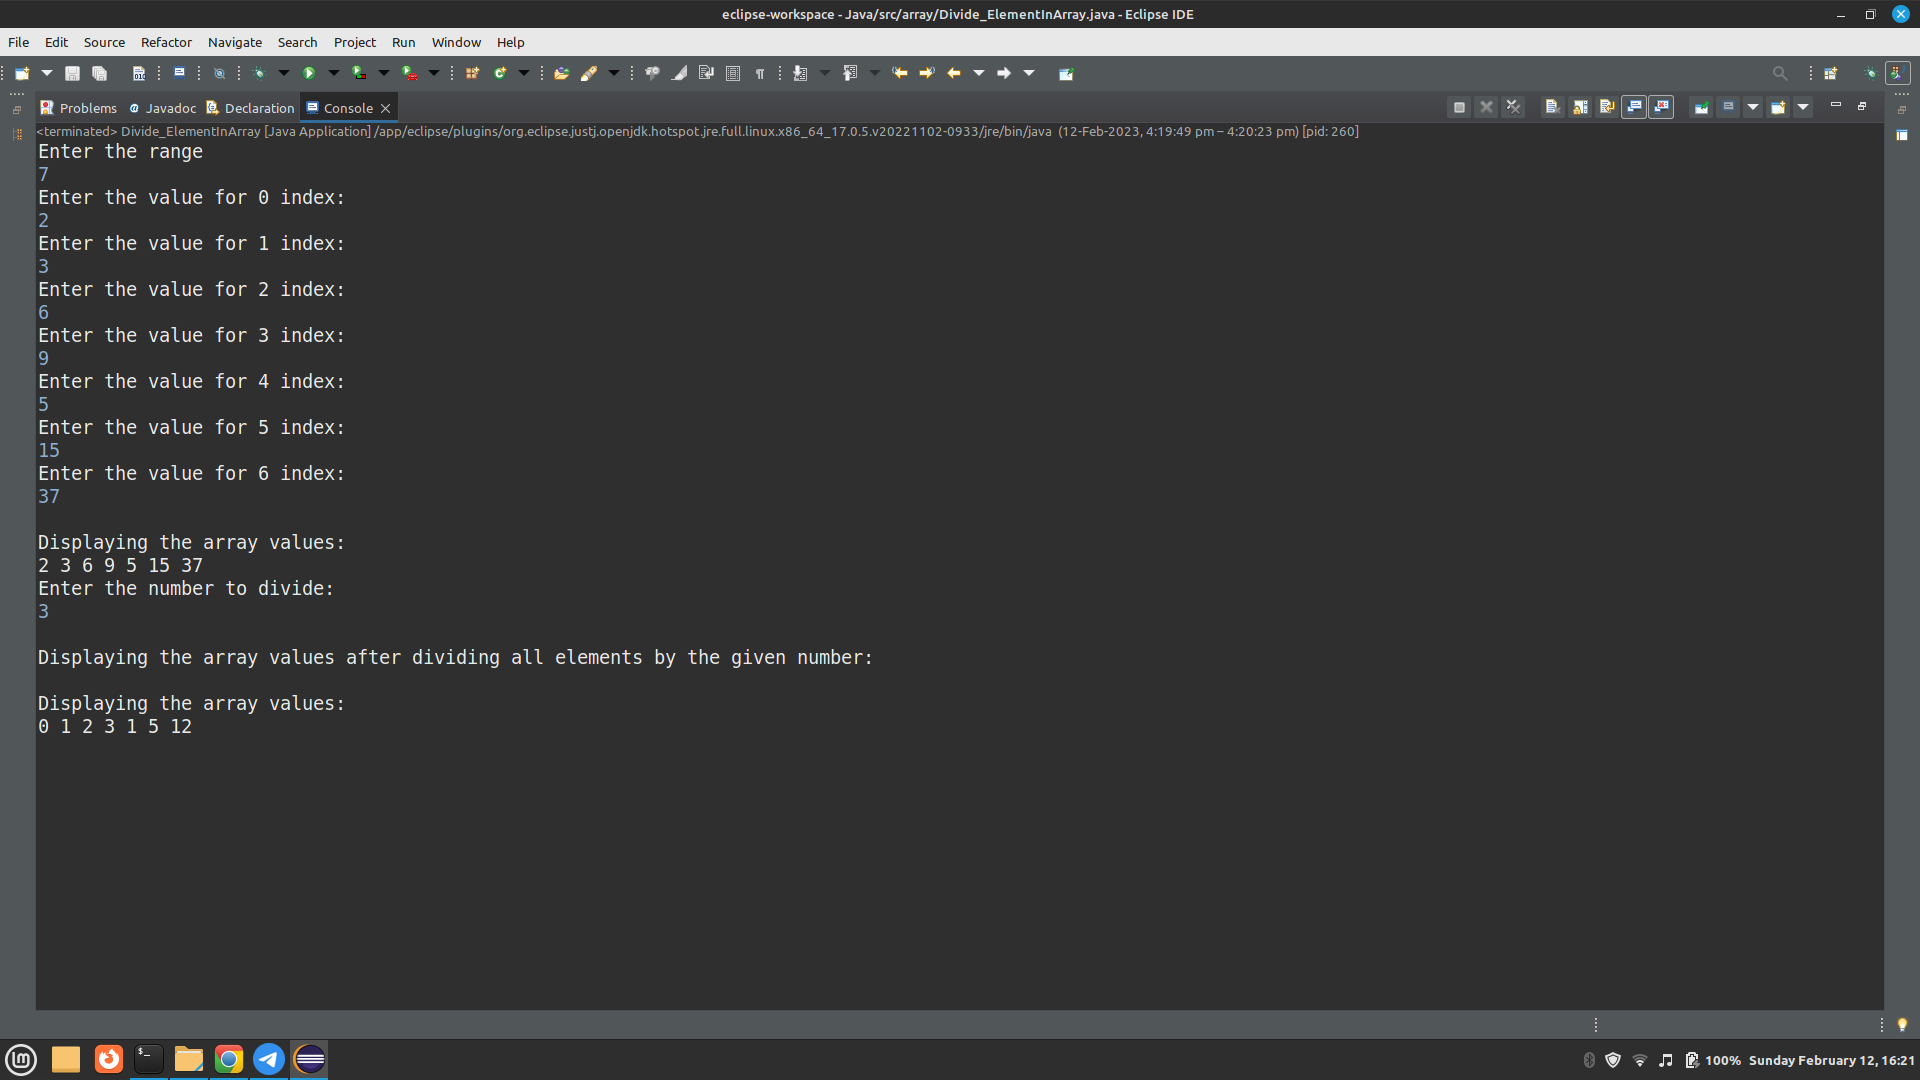 eclipse-workspace - Java/src/array/Divide_ElementInArray.java - Eclipse IDE
File Edit Source Refactor Navigate Search Project Run Window Help
Problems Javadoc Declaration Console
<terminated> Divide_ElementInArray [Java Application] /app/eclipse/plugins/org.eclipse.justj.openjdk.hotspot.jre.full.linux.x86_64_17.0.5.v20221102-0933/jre/bin/java (12-Feb-2023, 4:19:49 pm – 4:20:23 pm) [pid: 260]
Enter the range
7
Enter the value for 0 index:
2
Enter the value for 1 index:
3
Enter the value for 2 index:
6
Enter the value for 3 index:
9
Enter the value for 4 index:
5
Enter the value for 5 index:
15
Enter the value for 6 index:
37
Displaying the array values:
2 3 6 9 5 15 37
Enter the number to divide:
3
Displaying the array values after dividing all elements by the given number:
Displaying the array values:
0 1 2 3 1 5 12
100% Sunday February 12, 16:21